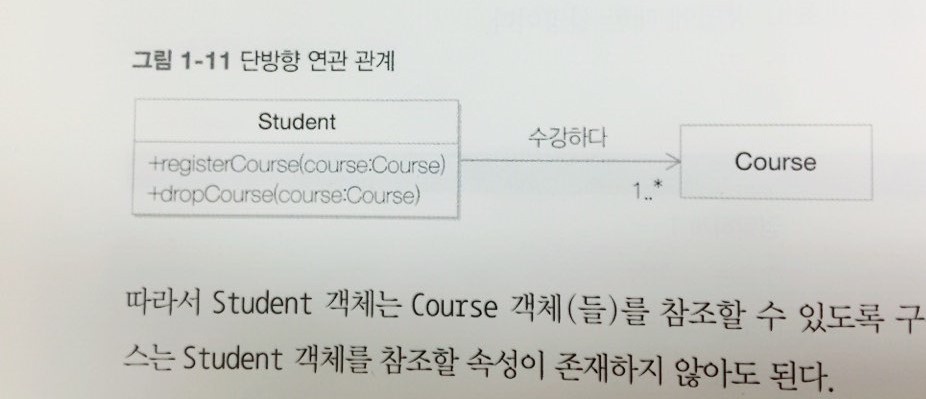 그림 1-11 단방향 연관 관계
Student
+registerCourse(course:Course)
+dropCourse(course:Course)
수강하다
1..*
Course
따라서 Student 객체는 Course 객체(들)를 참조할 수 있도록 구
스는 Student 객체를 참조할 속성이 존재하지 않아도 된다.